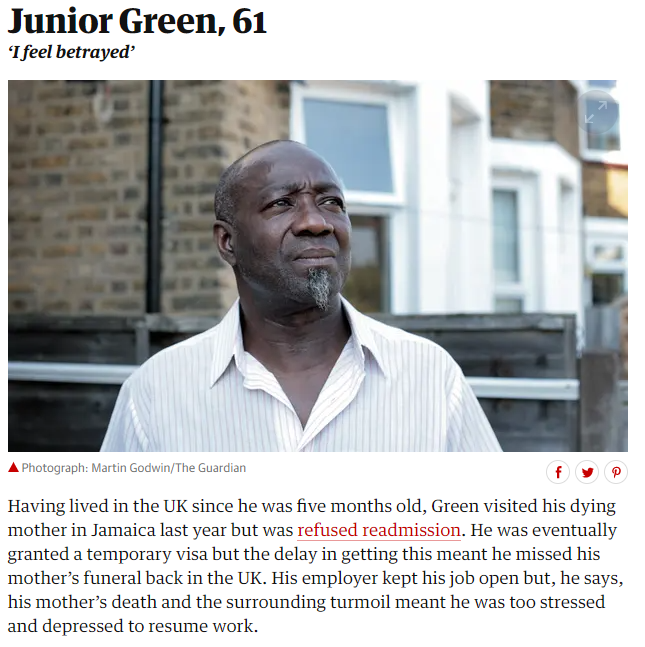 Junior Green, 61
‘I feel betrayed’
Photograph: Martin Godwin/The Guardian
Having lived in the UK since he was five months old, Green visited his dying
mother in Jamaica last year but was refused readmission. He was eventually
granted a temporary visa but the delay in getting this meant he missed his
mother’s funeral back in the UK. His employer kept his job open but, he says,
his mother’s death and the surrounding turmoil meant he was too stressed
and depressed to resume work.